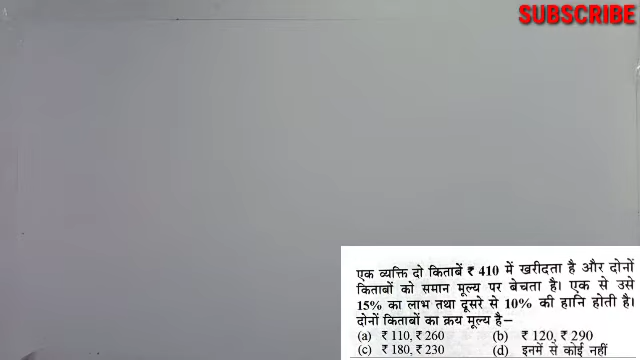 SUBSCRIBE
एक व्यक्ति दो किताबें ₹ 410 में खरीदता है और दोनों
किताबों को समान मूल्य पर बेचता है। एक से उसे
15% का लाभ तथा दूसरे से 10% की हानि होती है।
दोनों किताबों का क्रय मूल्य है–
(a) ₹ 110, ₹ 260 (b) ₹ 120, ₹ 290
(c) ₹ 180, ₹ 230 (d) इनमें से कोई नहीं